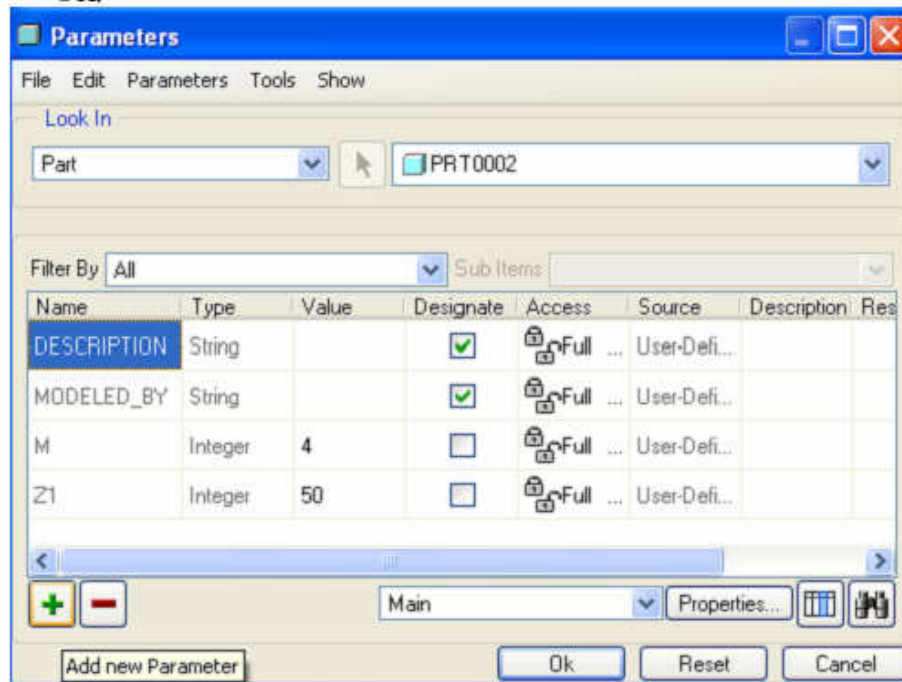 Parameters
File Edit Parameters Tools Show
Look In
Part PRT0002
Filter By All Sub Items
Name Type Value Designate Access Source Description Res
DESCRIPTION String Full ... User-Defi...
MODELED_BY String Full ... User-Defi...
M Integer 4 Full ... User-Defi...
Z1 Integer 50 Full ... User-Defi...
Main Properties...
Add new Parameter Ok Reset Cancel